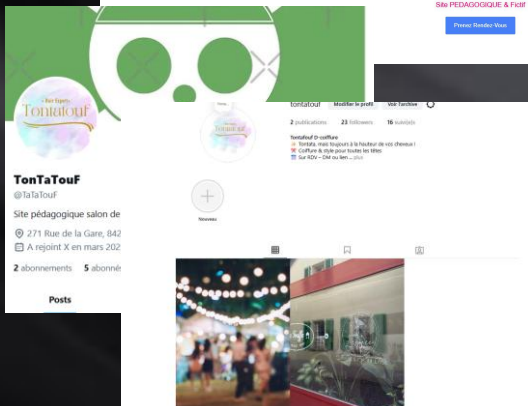 Site PEDAGOGIQUE & Fictif
Prenez Rendez-Vous
Tontatouf
TonTaTouF
@TaTaTouF
Site pédagogique salon de
271 Rue de la Gare, 842
A rejoint X en mars 202
2 abonnements 5 abonnés
Posts
tontatouf Modifier le profil Voir l'archive
2 publications 23 followers 16 suivi(e)s
Tontatouf D-coiffure
Tontata, mais toujours à la hauteur de vos cheveux !
Coiffure & style pour toutes les têtes
Sur RDV – DM ou lien ... plus
Nouveau